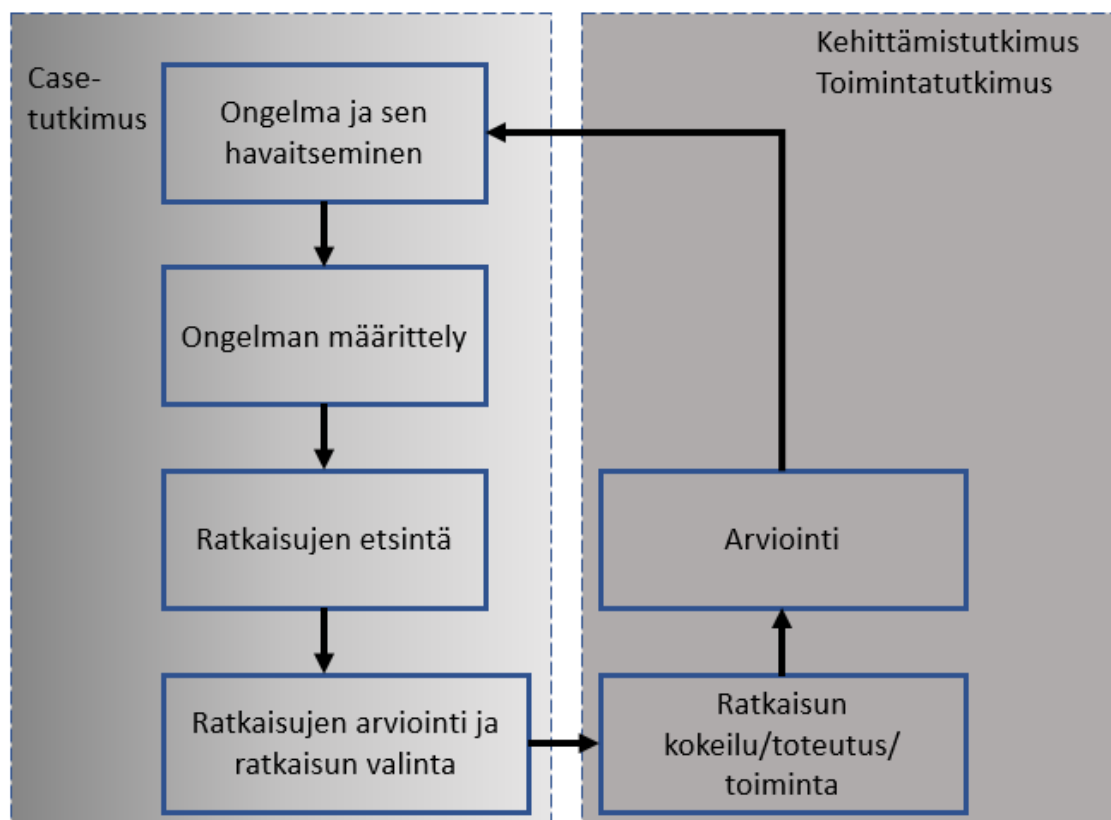 Case-
tutkimus
Ongelma ja sen
havaitseminen
Ongelman määrittely
Ratkaisujen etsintä
Ratkaisujen arviointi ja
ratkaisun valinta
Kehittämistutkimus
Toimintatutkimus
Arviointi
Ratkaisun
kokeilu/toteutus/
toiminta